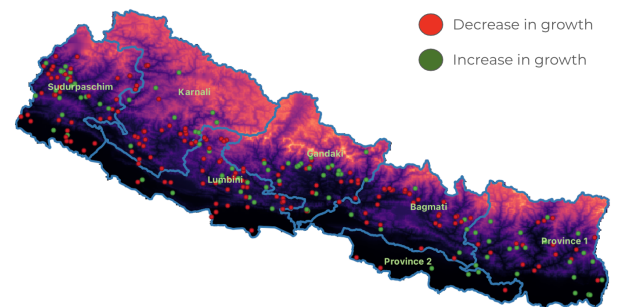 Decrease in growth
Increase in growth
Sudurpaschim
Karnali
Gandaki
Lumbini
Bagmati
Province 1
Province 2